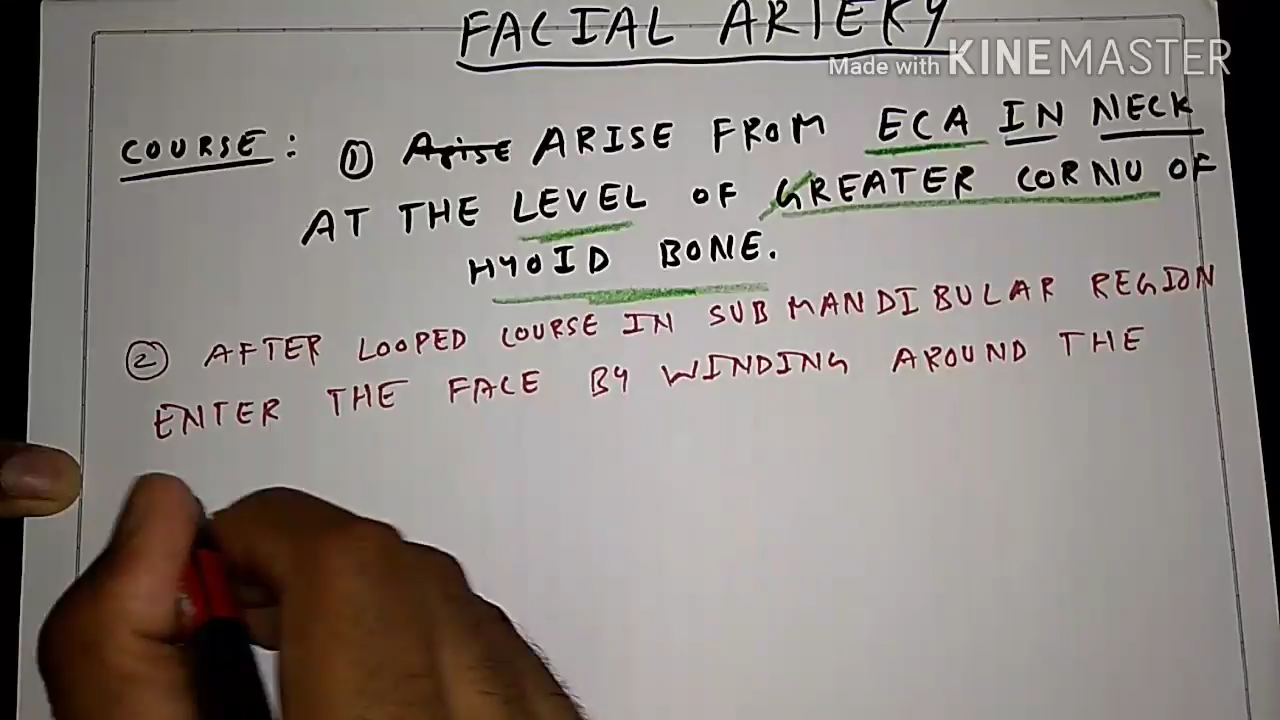 FACIAL ARTERY
Made with KINEMASTER
COURSE: ① Arise ARISE FROM ECA IN NECK
AT THE LEVEL OF GREATER CORNU OF
HYOID BONE.
② AFTER LOOPED COURSE IN SUBMANDIBULAR REGION
ENTER THE FACE BY WINDING AROUND THE